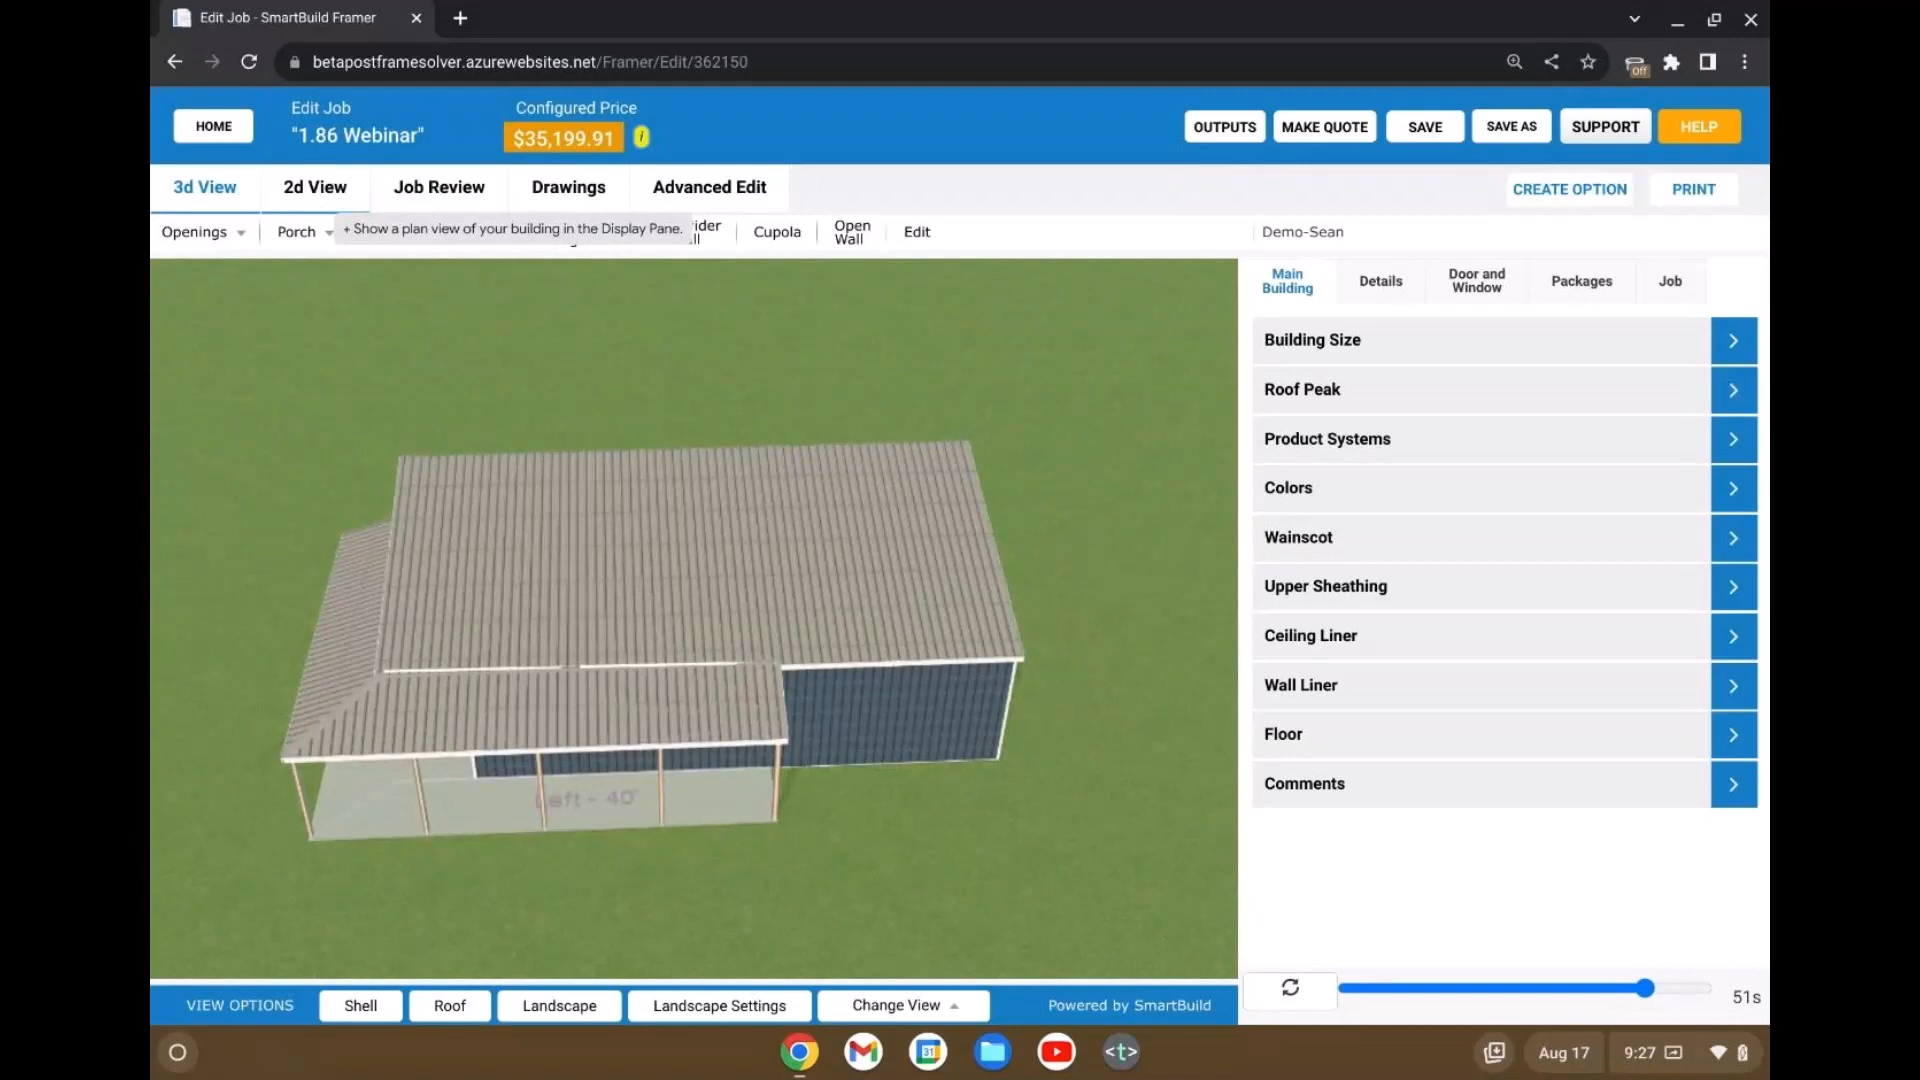 Edit Job - SmartBuild Framer
betapostframesolver.azurewebsites.net/Framer/Edit/362150
Off
HOME
Edit Job
"1.86 Webinar"
Configured Price
$35,199.91
i
OUTPUTS
MAKE QUOTE
SAVE
SAVE AS
SUPPORT
HELP
3d View
2d View
Job Review
Drawings
Advanced Edit
CREATE OPTION
PRINT
Openings
Porch
+ Show a plan view of your building in the Display Pane.
Cupola
Open
Wall
Edit
Demo-Sean
Main
Building
Details
Door and
Window
Packages
Job
Building Size
Roof Peak
Product Systems
Colors
Wainscot
Upper Sheathing
Ceiling Liner
Wall Liner
Floor
Comments
Left - 40'
51s
VIEW OPTIONS
Shell
Roof
Landscape
Landscape Settings
Change View
Powered by SmartBuild
31
<t>
Aug 17
9:27